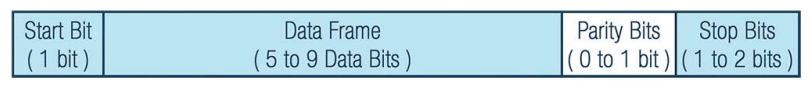 Start Bit
( 1 bit )
Data Frame
( 5 to 9 Data Bits )
Parity Bits
( 0 to 1 bit )
Stop Bits
( 1 to 2 bits )